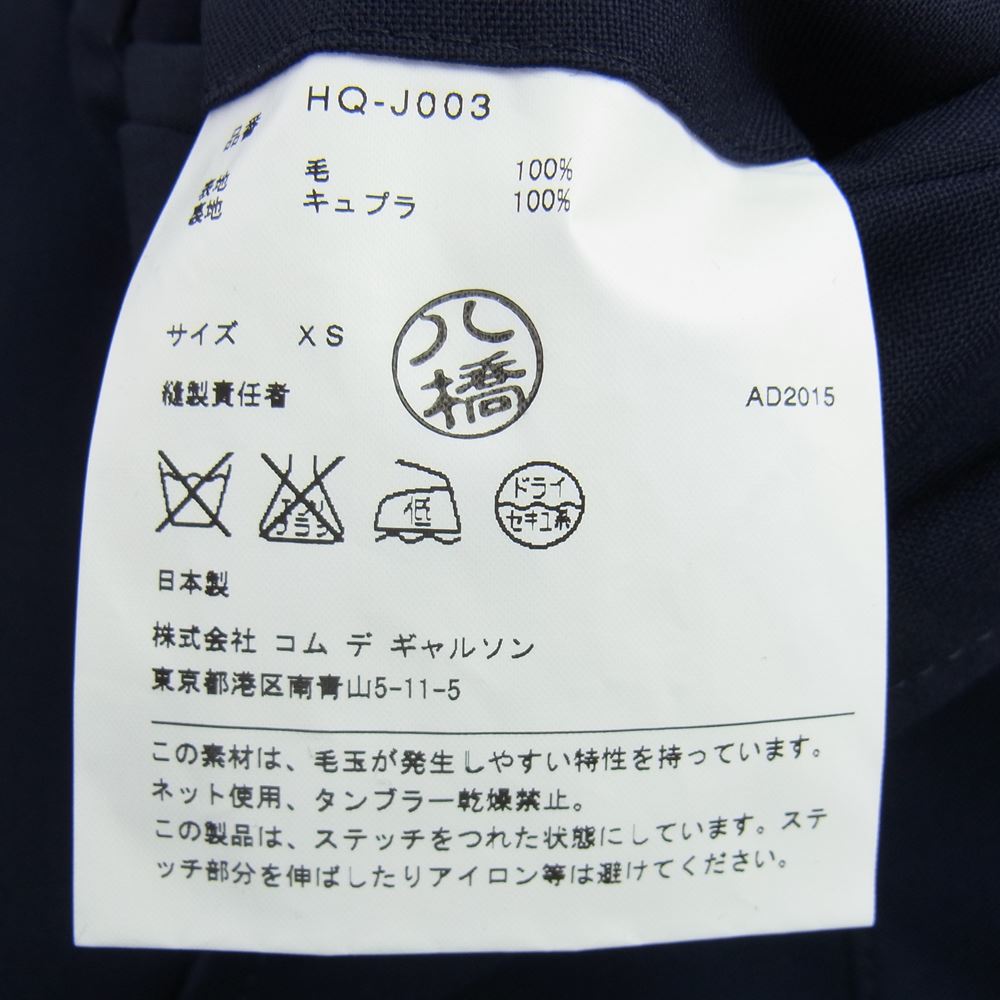 品番 HQ-J003
表地 毛 100%
裏地 キュプラ 100%
サイズ XS
八橋
縫製責任者
AD2015
エンソ
フラシ
低
ドライ
セキユ系
日本製
株式会社 コム デ ギャルソン
東京都港区南青山5-11-5
この素材は、毛玉が発生しやすい特性を持っています。
ネット使用、タンブラー乾燥禁止。
この製品は、ステッチをつれた状態にしています。ステ
ッチ部分を伸ばしたりアイロン等は避けてください。